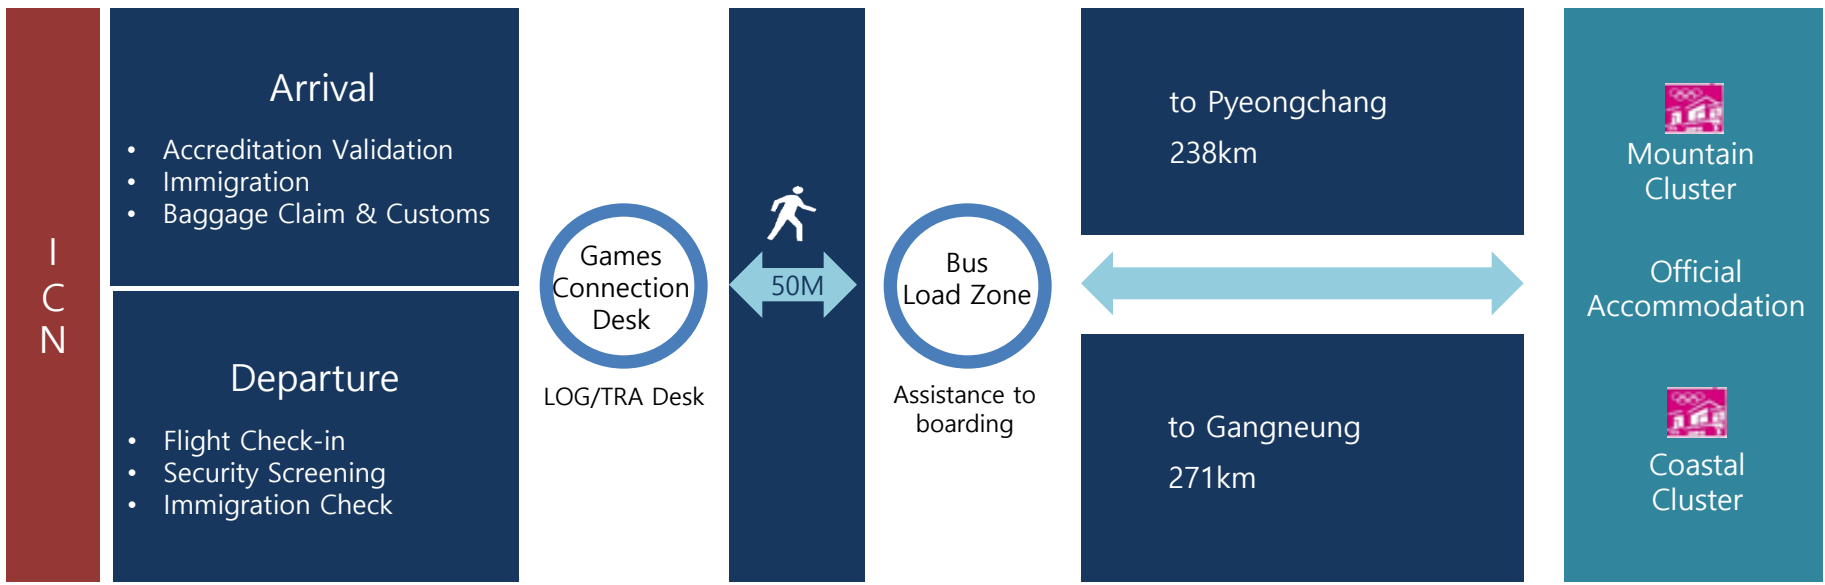 I
C
N
Arrival
• Accreditation Validation
• Immigration
• Baggage Claim & Customs
Departure
• Flight Check-in
• Security Screening
• Immigration Check
Games
Connection
Desk
LOG/TRA Desk
50M
Bus
Load Zone
Assistance to
boarding
to Pyeongchang
238km
to Gangneung
271km
Mountain
Cluster
Official
Accommodation
Coastal
Cluster